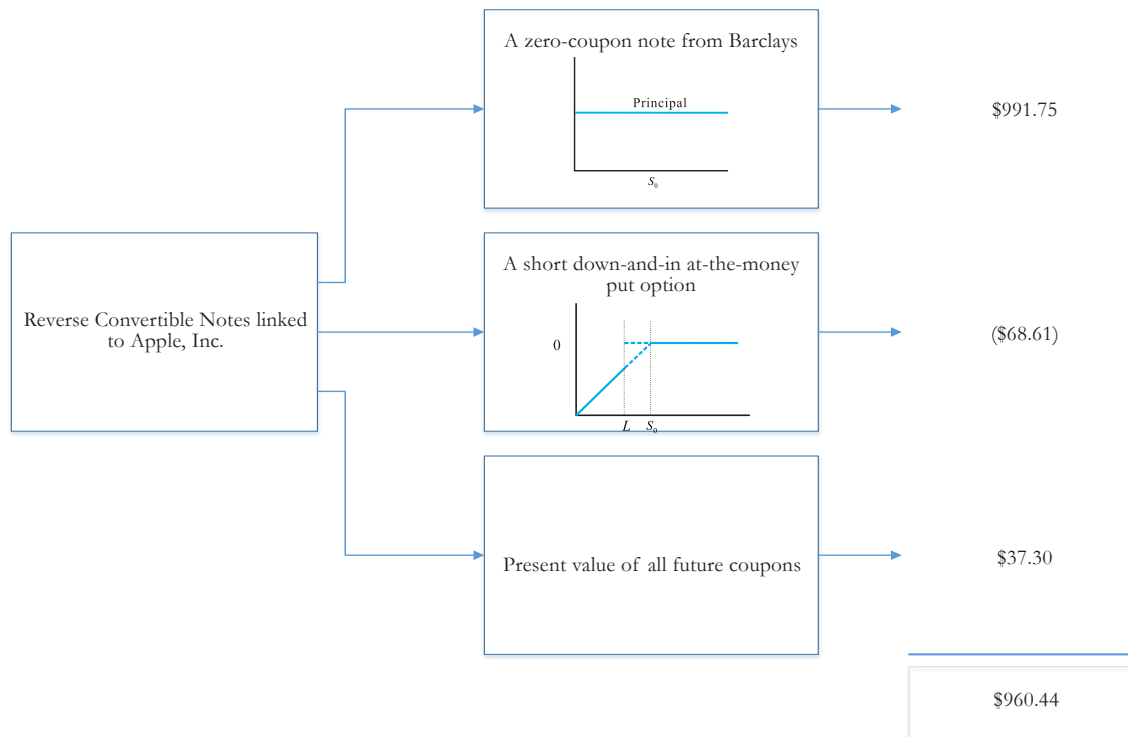 A zero-coupon note from Barclays
Principal
S₀
$991.75
Reverse Convertible Notes linked
to Apple, Inc.
A short down-and-in at-the-money
put option
0
L S₀
($68.61)
Present value of all future coupons
$37.30
$960.44